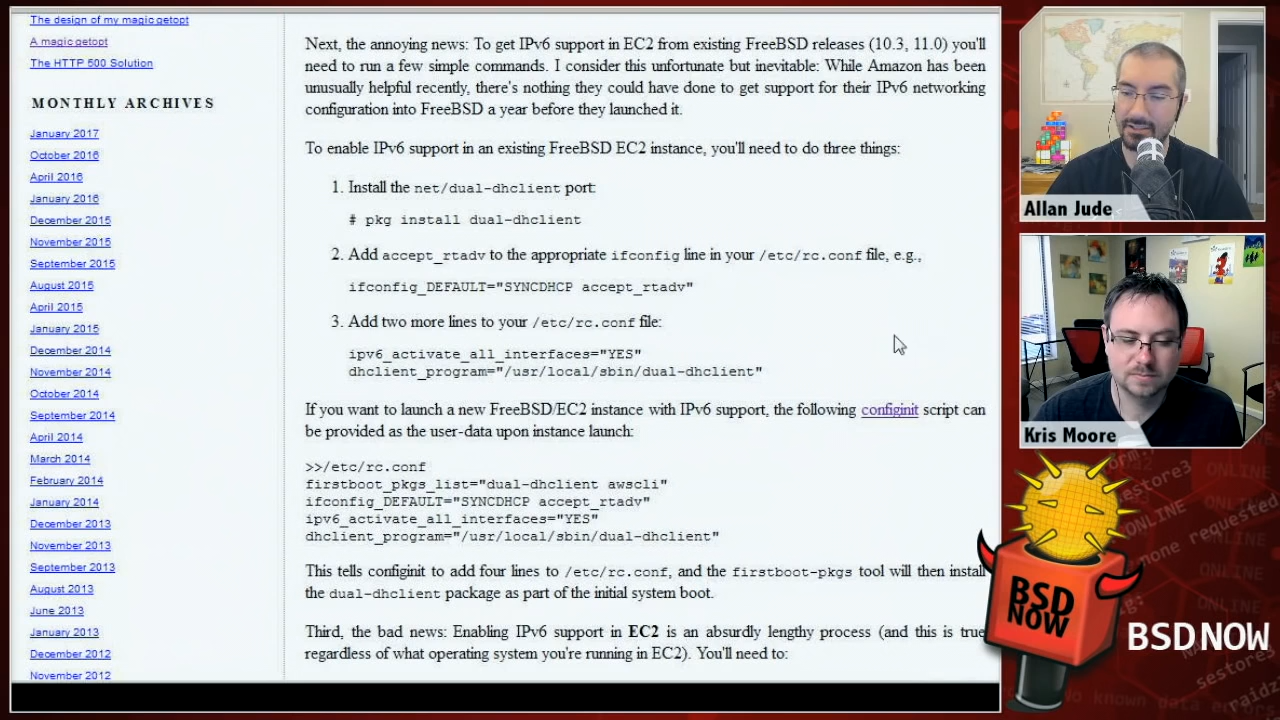 The design of my magic getopt
A magic getopt
The HTTP 500 Solution
MONTHLY ARCHIVES
January 2017
October 2016
April 2016
January 2016
December 2015
November 2015
September 2015
August 2015
April 2015
January 2015
December 2014
November 2014
October 2014
September 2014
April 2014
March 2014
February 2014
January 2014
December 2013
November 2013
September 2013
August 2013
June 2013
January 2013
December 2012
November 2012
Next, the annoying news: To get IPv6 support in EC2 from existing FreeBSD releases (10.3, 11.0) you'll
need to run a few simple commands. I consider this unfortunate but inevitable: While Amazon has been
unusually helpful recently, there's nothing they could have done to get support for their IPv6 networking
configuration into FreeBSD a year before they launched it.
To enable IPv6 support in an existing FreeBSD EC2 instance, you'll need to do three things:
1. Install the net/dual-dhclient port:
# pkg install dual-dhclient
2. Add accept_rtadv to the appropriate ifconfig line in your /etc/rc.conf file, e.g.,
ifconfig_DEFAULT="SYNCDHCP accept_rtadv"
3. Add two more lines to your /etc/rc.conf file:
ipv6_activate_all_interfaces="YES"
dhclient_program="/usr/local/sbin/dual-dhclient"
If you want to launch a new FreeBSD/EC2 instance with IPv6 support, the following configinit script can
be provided as the user-data upon instance launch:
>>/etc/rc.conf
firstboot_pkgs_list="dual-dhclient awscli"
ifconfig_DEFAULT="SYNCDHCP accept_rtadv"
ipv6_activate_all_interfaces="YES"
dhclient_program="/usr/local/sbin/dual-dhclient"
This tells configinit to add four lines to /etc/rc.conf, and the firstboot-pkgs tool will then install
the dual-dhclient package as part of the initial system boot.
Third, the bad news: Enabling IPv6 support in EC2 is an absurdly lengthy process (and this is true
regardless of what operating system you're running in EC2). You'll need to:
Allan Jude
Kris Moore
BSD
NOW
BSD NOW